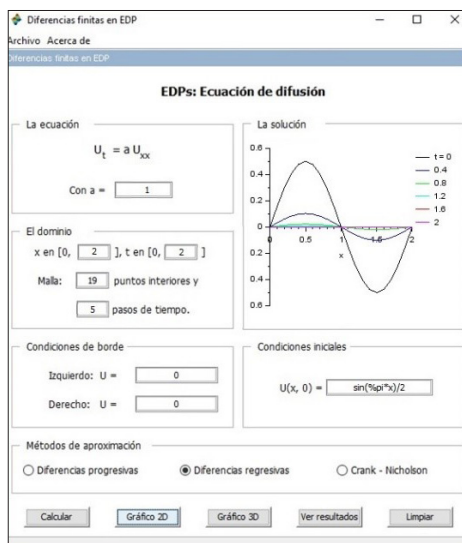 Diferencias finitas en EDP
Archivo Acerca de
Diferencias finitas en EDP
EDPs: Ecuación de difusión
La ecuación
Ut = a Uxx
Con a = 1
El dominio
x en [0, 2 ], t en [0, 2 ]
Malla: 19 puntos interiores y
5 pasos de tiempo.
La solución
0.6
0.4
0.2
0
0.2
0.4
0.6
0 0.5 1 1.5 2
x
t = 0
0.4
0.8
1.2
1.6
2
Condiciones de borde
Izquierdo: U = 0
Derecho: U = 0
Condiciones iniciales
U(x, 0) = sin(%pi*x)/2
Métodos de aproximación
Diferencias progresivas Diferencias regresivas Crank - Nicholson
Calcular Gráfico 2D Gráfico 3D Ver resultados Limpiar